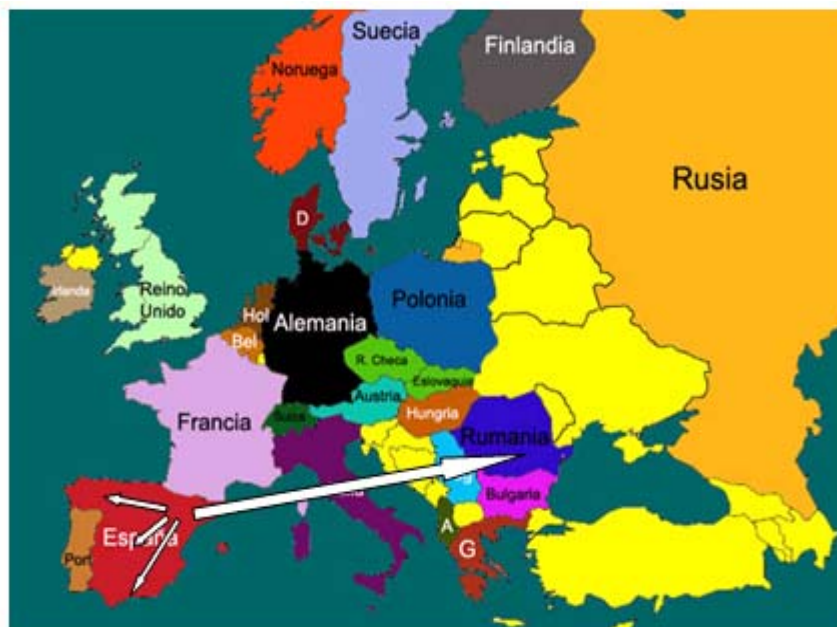 Suecia
Finlandia
Noruega
Rusia
D
Irlanda
Reino
Unido
Hol
Bel
Alemania
Polonia
R. Checa
Eslovaquia
Austria
Suiza
Hungria
Francia
Rumania
Bulgaria
A
G
España
Port